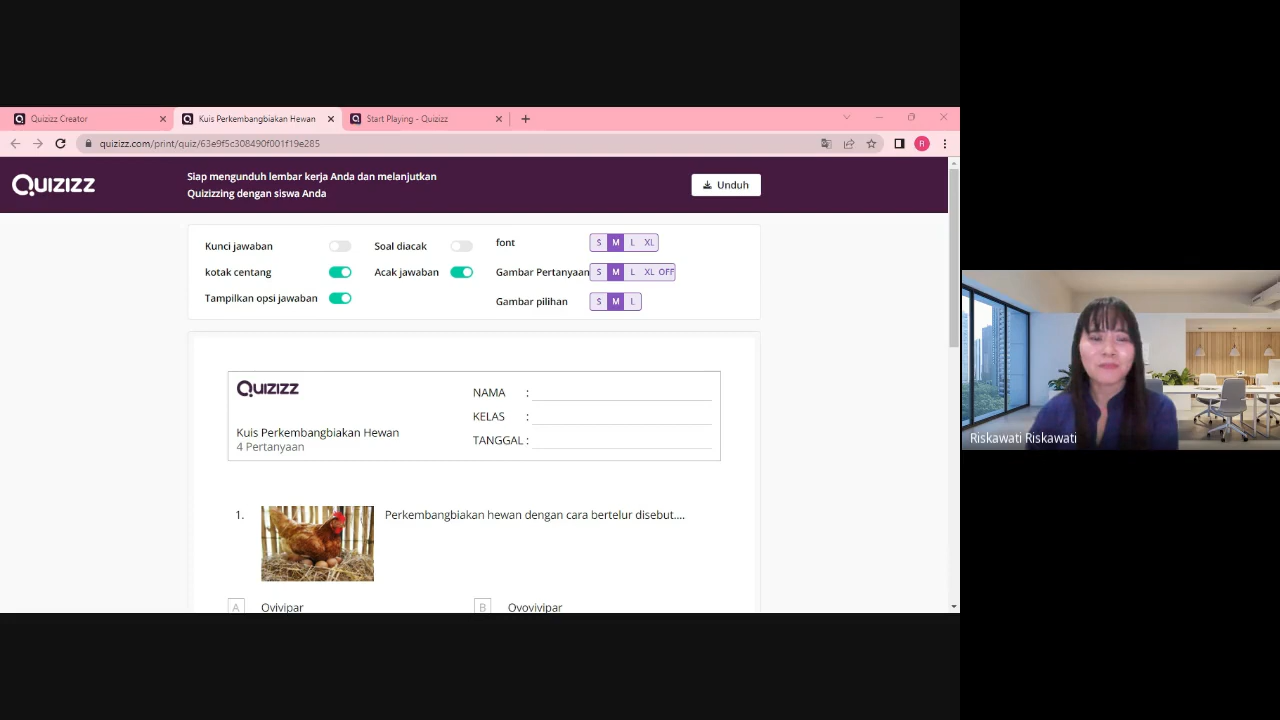 Quizizz Creator
Kuis Perkembangbiakan Hewan
Start Playing - Quizizz
quizizz.com/print/quiz/63e9f5c308490f001f19e285
R
QUIZIZZ
Siap mengunduh lembar kerja Anda dan melanjutkan
Quizizzing dengan siswa Anda
Unduh
Kunci jawaban
Soal diacak
font
S M L XL
kotak centang
Acak jawaban
Gambar Pertanyaan
S M L XL OFF
Tampilkan opsi jawaban
Gambar pilihan
S M L
QUIZIZZ
Kuis Perkembangbiakan Hewan
4 Pertanyaan
NAMA :
KELAS :
TANGGAL :
1. Perkembangbiakan hewan dengan cara bertelur disebut....
A Ovivipar
B Ovovivipar
Riskawati Riskawati